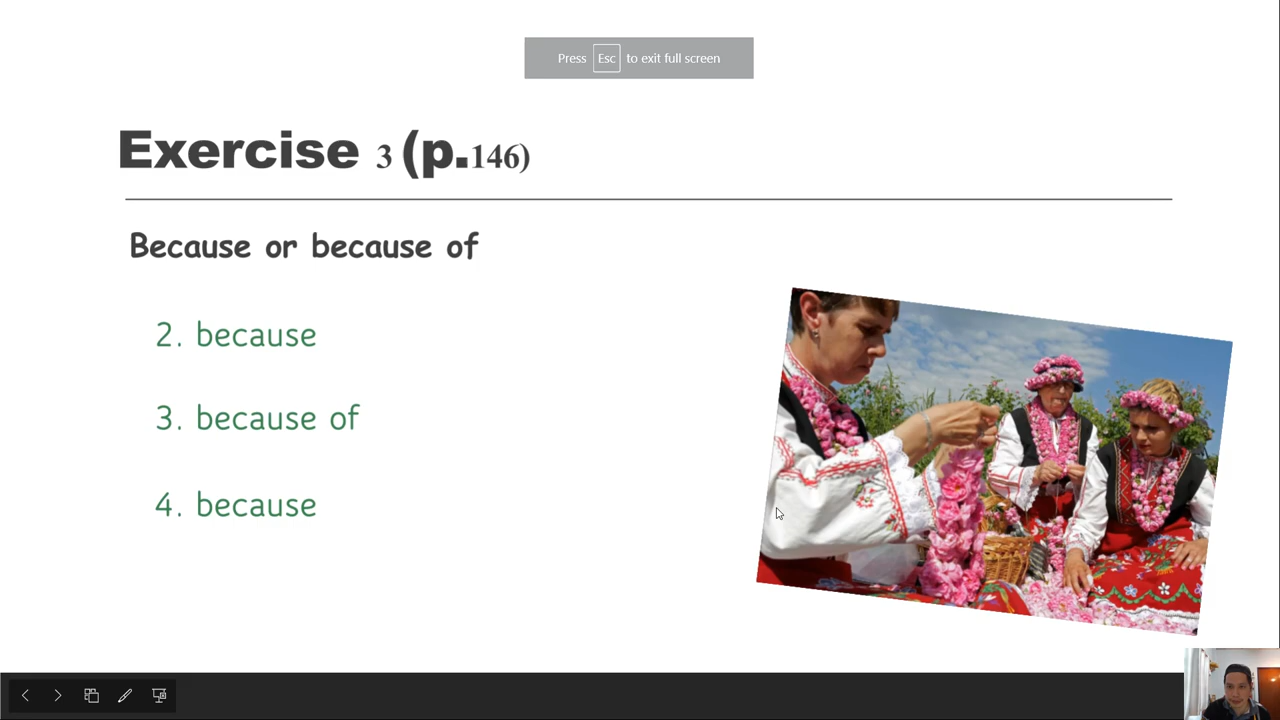 Press Esc to exit full screen
Exercise 3 (p.146)
Because or because of
2. because
3. because of
4. because